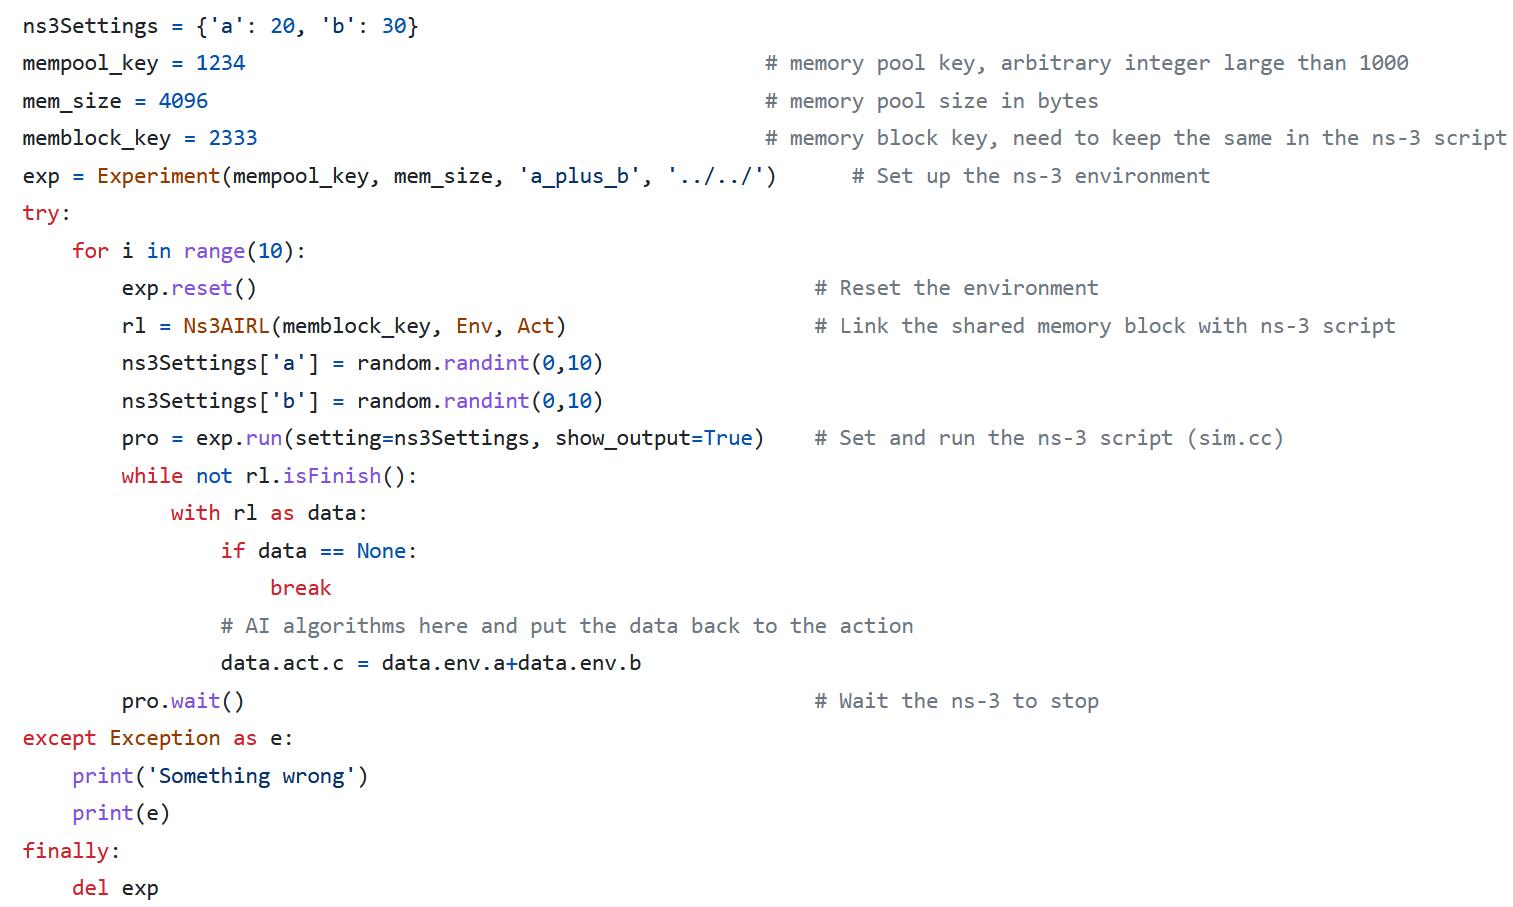 ns3Settings = {'a': 20, 'b': 30}
mempool_key = 1234                                          # memory pool key, arbitrary integer large than 1000
mem_size = 4096                                             # memory pool size in bytes
memblock_key = 2333                                         # memory block key, need to keep the same in the ns-3 script
exp = Experiment(mempool_key, mem_size, 'a_plus_b', '../../')      # Set up the ns-3 environment
try:
    for i in range(10):
        exp.reset()                                             # Reset the environment
        rl = Ns3AIRL(memblock_key, Env, Act)                    # Link the shared memory block with ns-3 script
        ns3Settings['a'] = random.randint(0,10)
        ns3Settings['b'] = random.randint(0,10)
        pro = exp.run(setting=ns3Settings, show_output=True)    # Set and run the ns-3 script (sim.cc)
        while not rl.isFinish():
            with rl as data:
                if data == None:
                    break
                # AI algorithms here and put the data back to the action
                data.act.c = data.env.a+data.env.b
        pro.wait()                                              # Wait the ns-3 to stop
except Exception as e:
    print('Something wrong')
    print(e)
finally:
    del exp